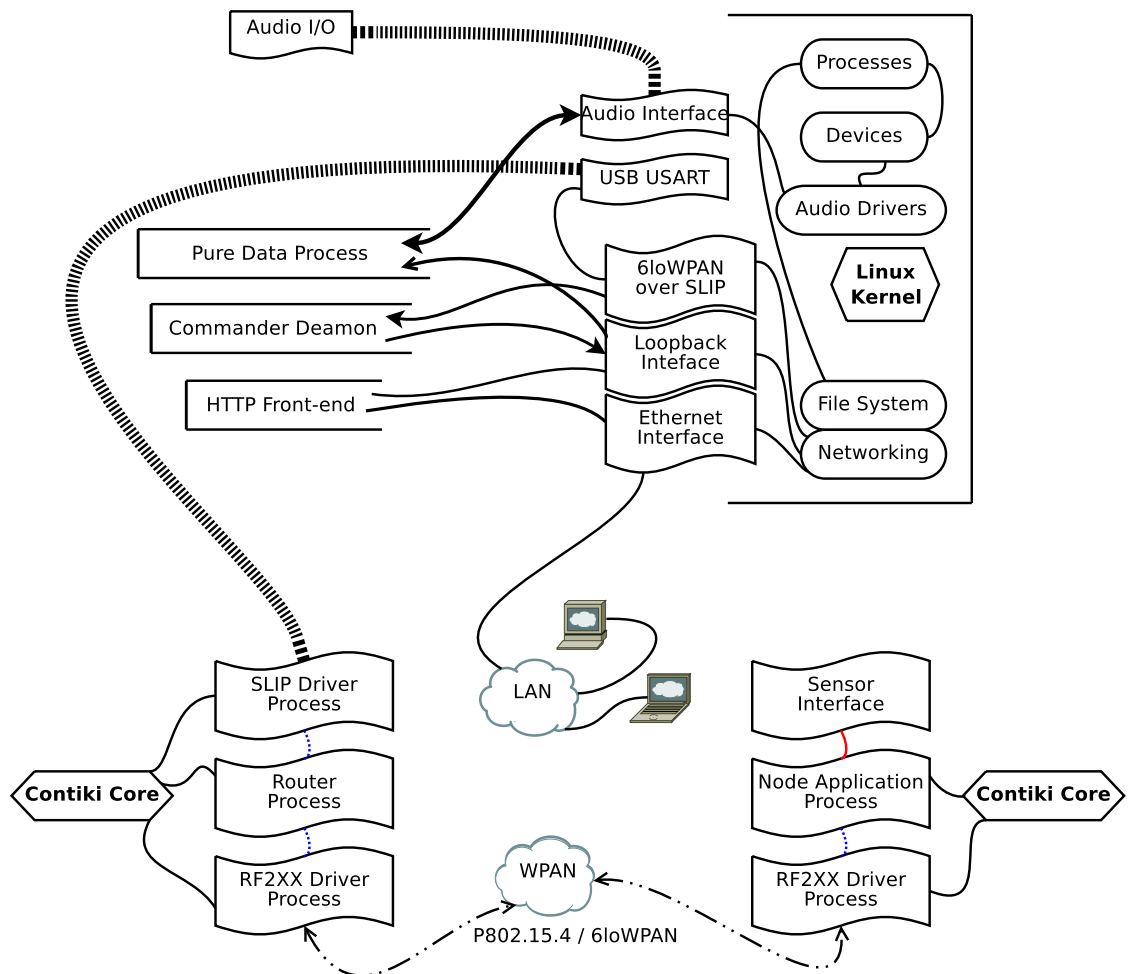 Audio I/O
Processes
Audio Interface
Devices
USB USART
Audio Drivers
Pure Data Process
6loWPAN
over SLIP
Linux
Kernel
Commander Deamon
Loopback
Inteface
HTTP Front-end
File System
Ethernet
Interface
Networking
SLIP Driver
Process
LAN
Sensor
Interface
Contiki Core
Router
Process
Node Application
Process
Contiki Core
RF2XX Driver
Process
WPAN
RF2XX Driver
Process
P802.15.4 / 6loWPAN